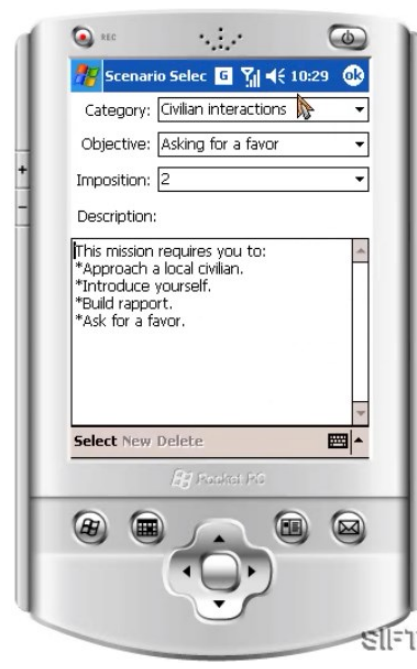 REC
Scenario Selec G 10:29 ok
Category: Civilian interactions
Objective: Asking for a favor
Imposition: 2
Description:
This mission requires you to:
*Approach a local civilian.
*Introduce yourself.
*Build rapport.
*Ask for a favor.
Select New Delete
Pocket PC
SIFT